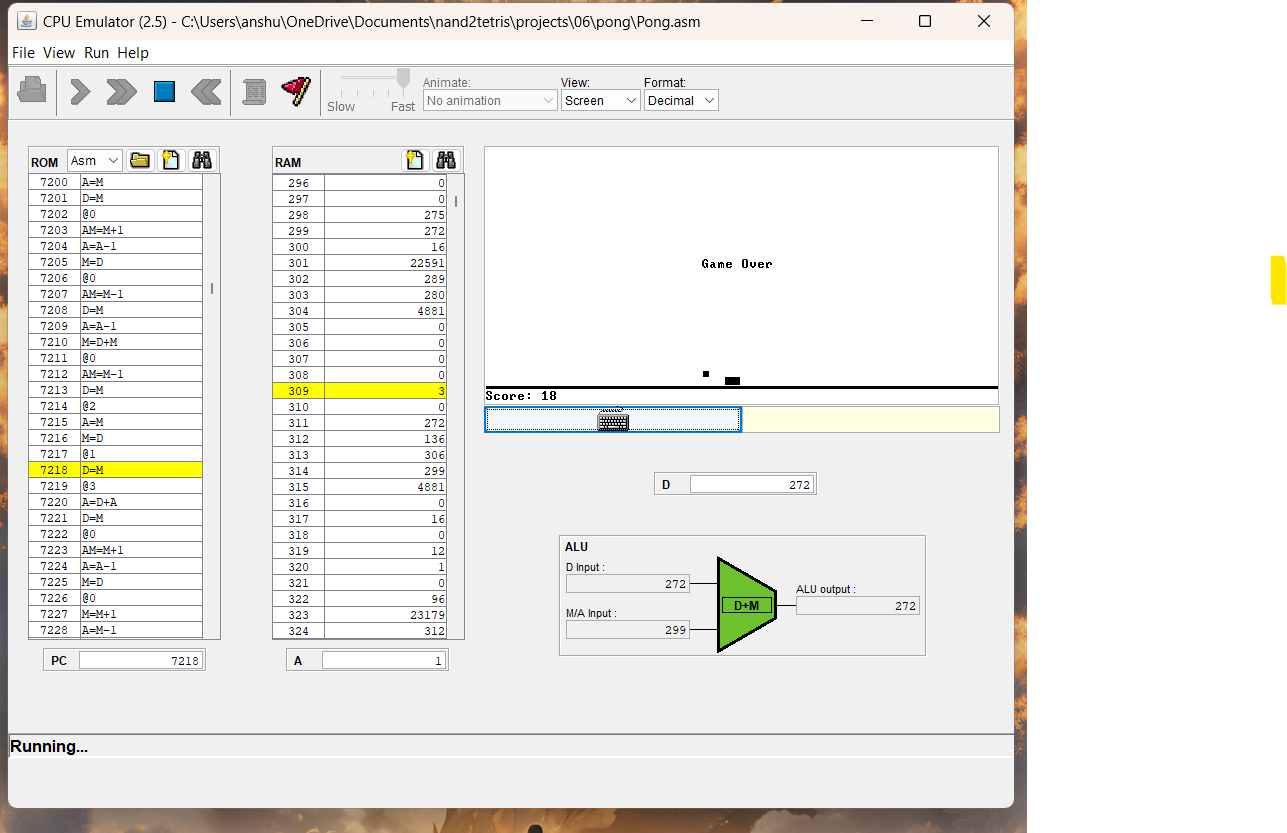 CPU Emulator (2.5) - C:\Users\anshu\OneDrive\Documents\nand2tetris\projects\06\pong\Pong.asm
File View Run Help
Slow Fast
Animate:
No animation
View:
Screen
Format:
Decimal
ROM Asm
7200 A=M
7201 D=M
7202 @0
7203 AM=M+1
7204 A=A-1
7205 M=D
7206 @0
7207 AM=M-1
7208 D=M
7209 A=A-1
7210 M=D+M
7211 @0
7212 AM=M-1
7213 D=M
7214 @2
7215 A=M
7216 M=D
7217 @1
7218 D=M
7219 @3
7220 A=D+A
7221 D=M
7222 @0
7223 AM=M+1
7224 A=A-1
7225 M=D
7226 @0
7227 M=M+1
7228 A=M-1
PC 7218
RAM
296 0
297 0
298 275
299 272
300 16
301 22591
302 289
303 280
304 4881
305 0
306 0
307 0
308 0
309 3
310 0
311 272
312 136
313 306
314 299
315 4881
316 0
317 16
318 0
319 12
320 1
321 0
322 96
323 23179
324 312
A 1
Game Over
Score: 18
D 272
ALU
D Input :
272
M/A Input :
299
D+M
ALU output :
272
Running...